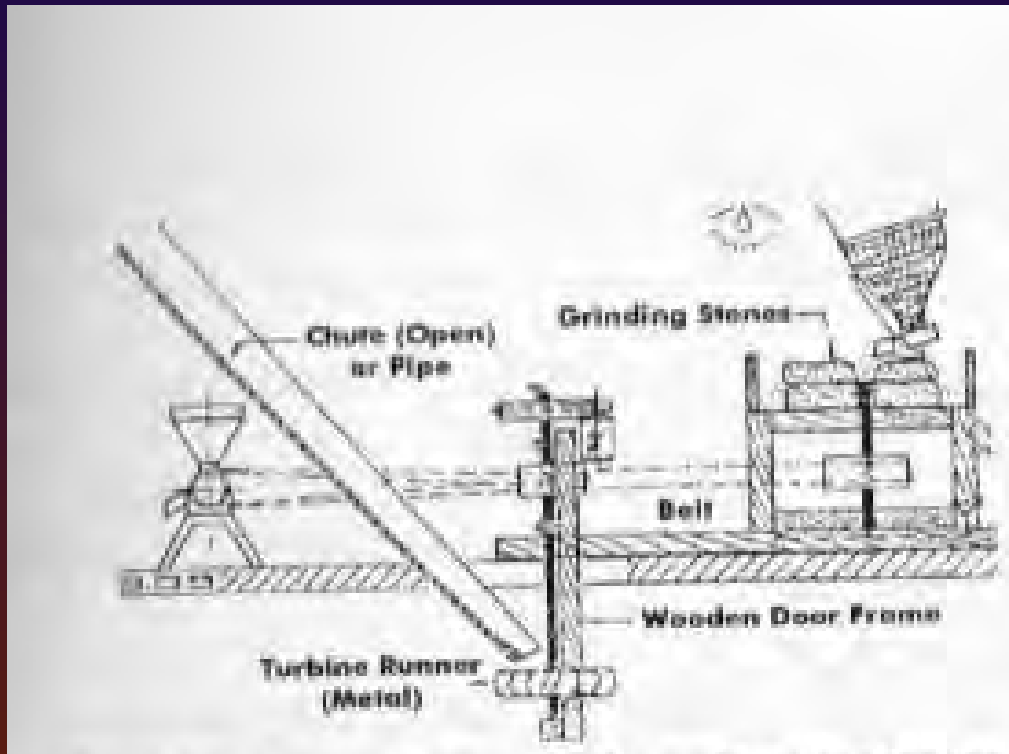 Chute (Open)
or Pipe
Grinding Stones
Belt
Wooden Door Frame
Turbine Runner
(Metal)